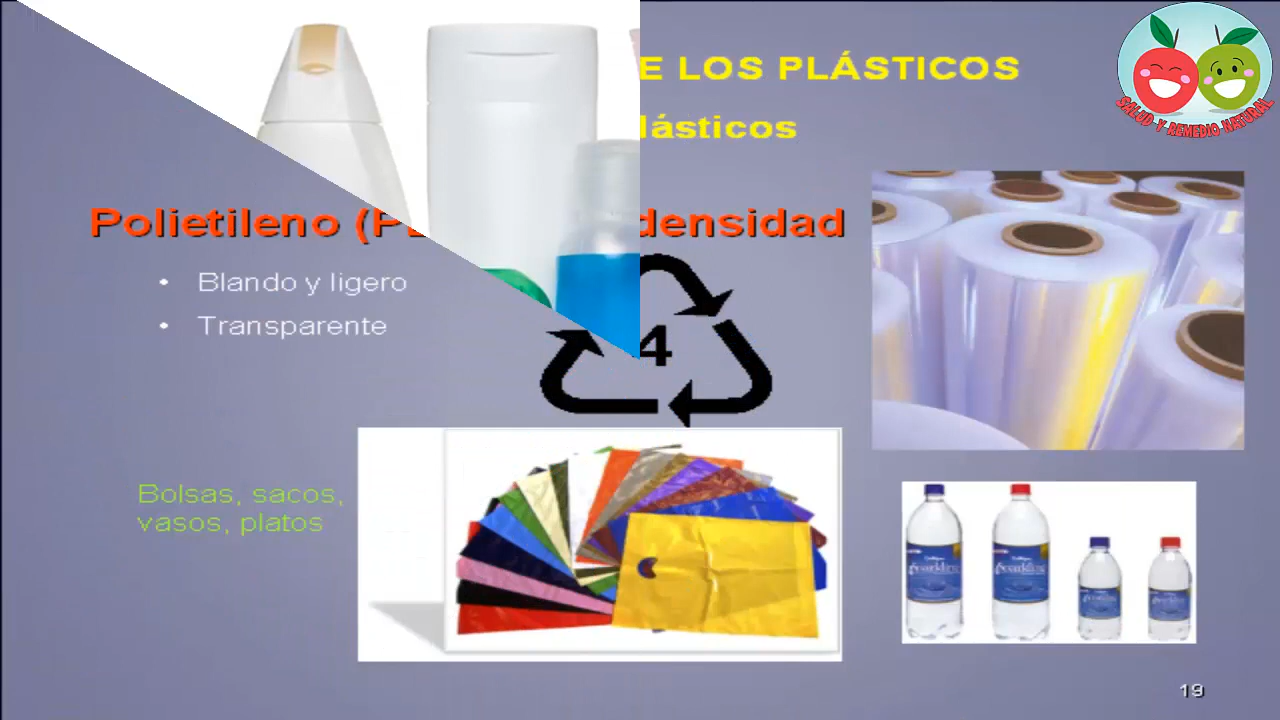 E LOS PLÁSTICOS
lásticos
SALUD Y REMEDIO NATURAL
Polietileno (P
densidad
• Blando y ligero
• Transparente
4
Bolsas, sacos,
vasos, platos
19